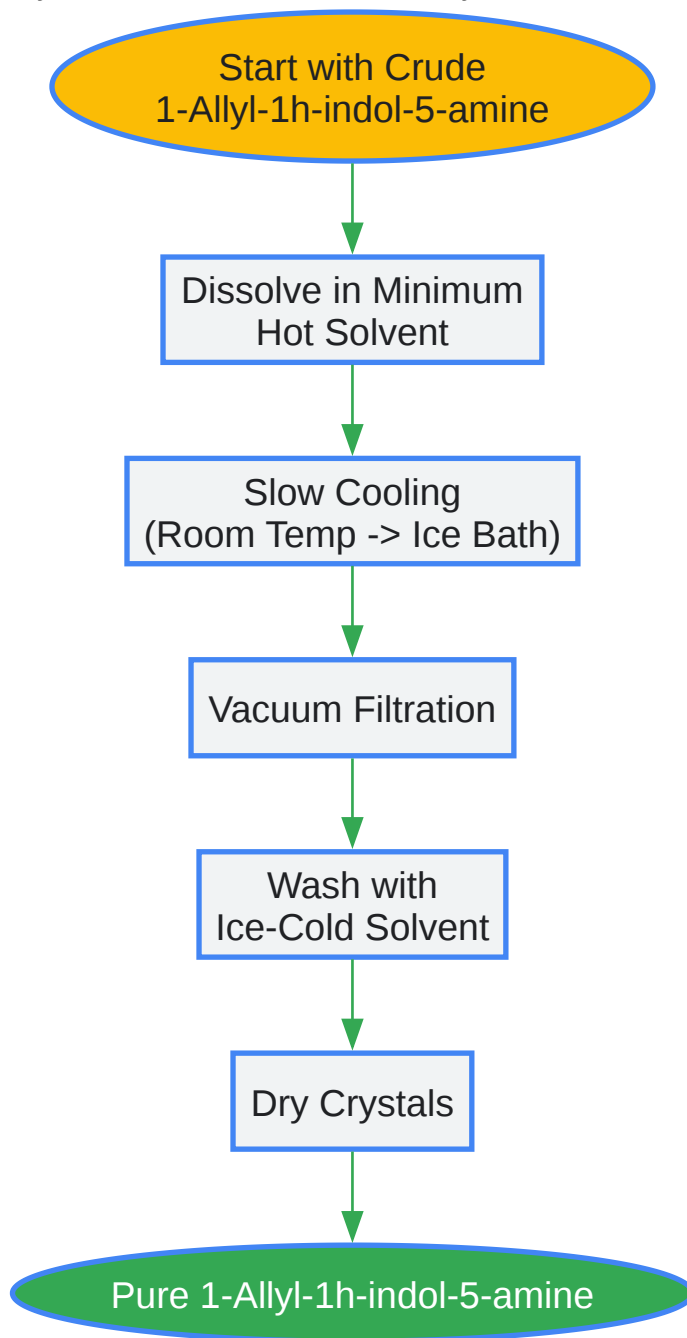 Start with Crude
1-Allyl-1h-indol-5-amine
Dissolve in Minimum
Hot Solvent
Slow Cooling
(Room Temp -> Ice Bath)
Vacuum Filtration
Wash with
Ice-Cold Solvent
Dry Crystals
Pure 1-Allyl-1h-indol-5-amine